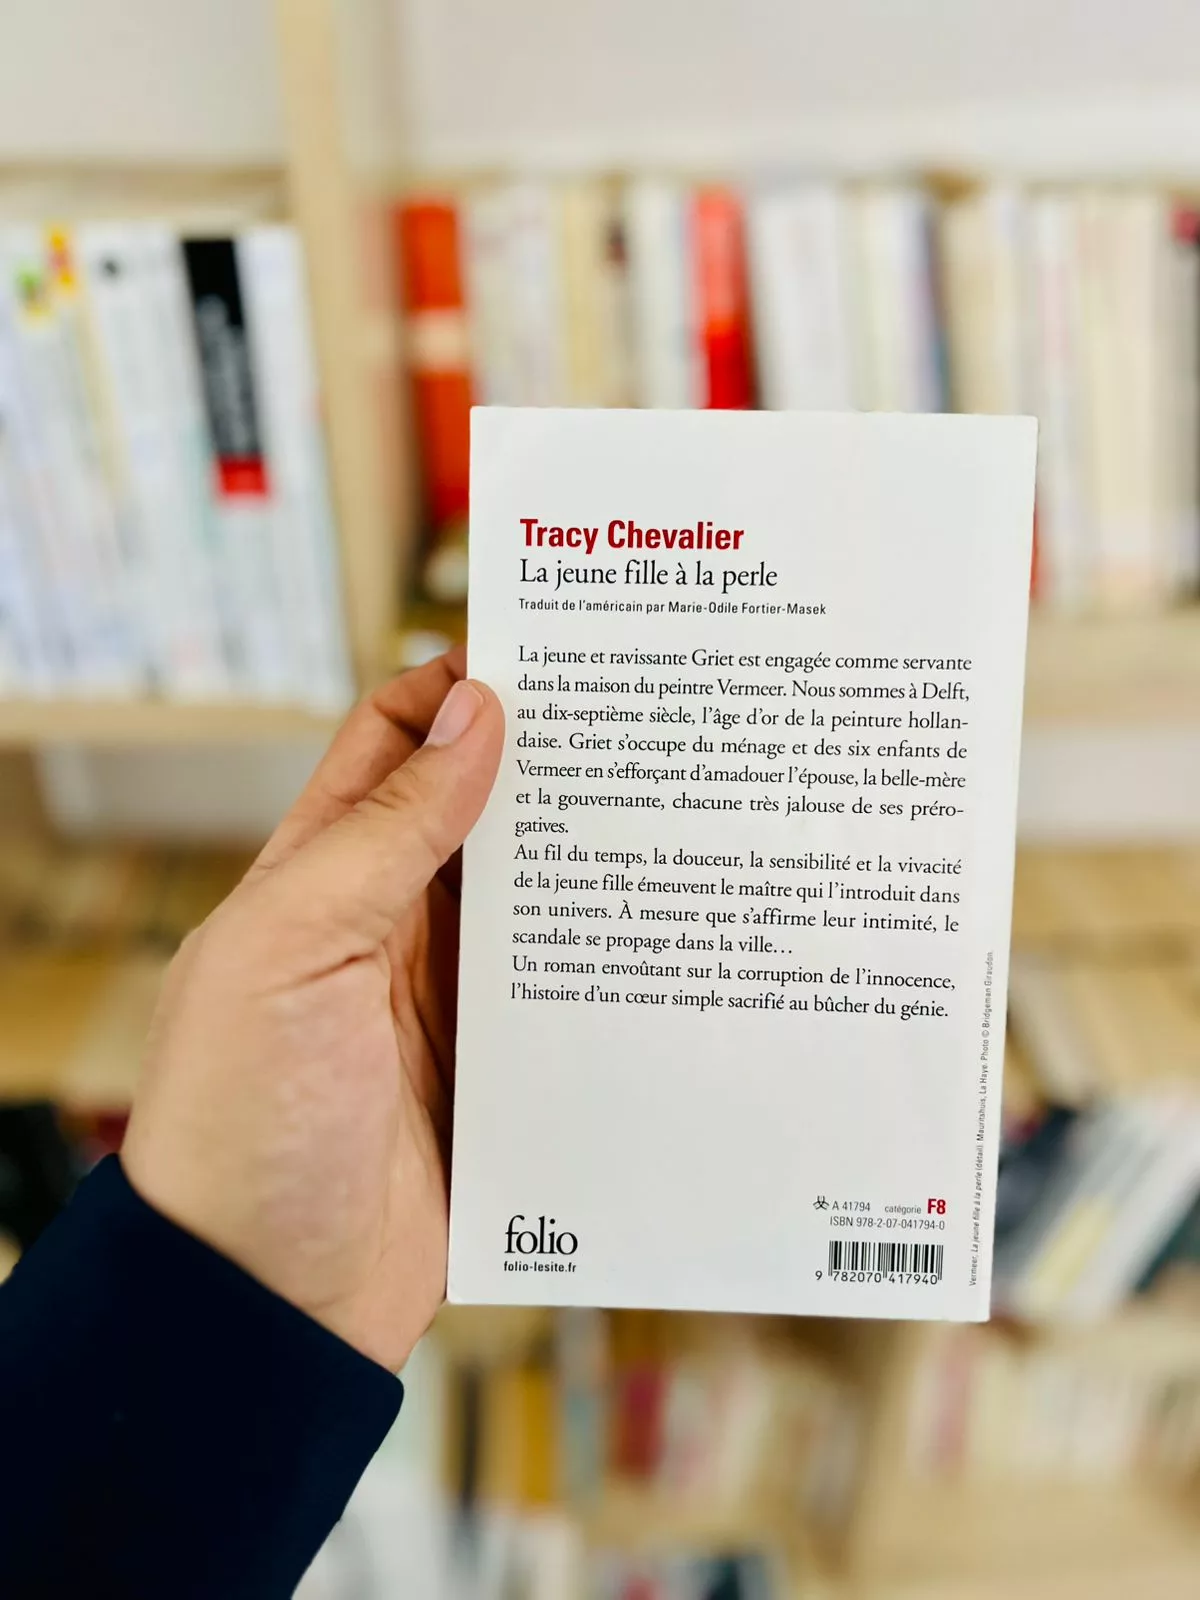 Tracy Chevalier
La jeune fille à la perle
Traduit de l'américain par Marie-Odile Fortier-Masek
La jeune et ravissante Griet est engagée comme servante
dans la maison du peintre Vermeer. Nous sommes à Delft,
au dix-septième siècle, l'âge d'or de la peinture hollan-
daise. Griet s'occupe du ménage et des six enfants de
Vermeer en s'efforçant d'amadouer l'épouse, la belle-mère
et la gouvernante, chacune très jalouse de ses préro-
gatives.
Au fil du temps, la douceur, la sensibilité et la vivacité
de la jeune fille émeuvent le maître qui l'introduit dans
son univers. À mesure que s'affirme leur intimité, le
scandale se propage dans la ville...
Un roman envoûtant sur la corruption de l'innocence,
l'histoire d'un cœur simple sacrifié au bûcher du génie.
Vermeer, La jeune fille à la perle (détail). Mauritshuis, La Haye. Photo © Bridgeman Giraudon.
folio
folio-lesite.fr
A 41794 catégorie F8
ISBN 978-2-07-041794-0
9 782070 417940